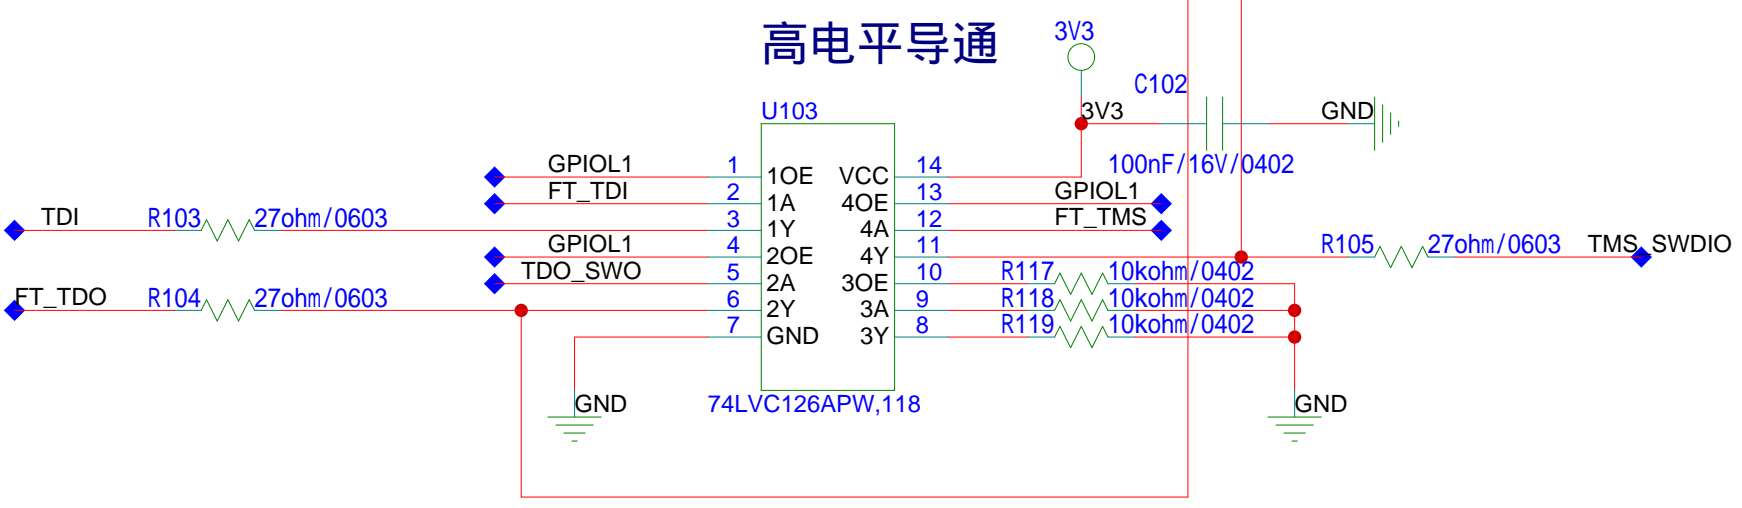 高电平导通
3V3
C102
U103
3V3
GND
GPIOL1
1
1OE
VCC
14
100nF/16V/0402
FT_TDI
2
1A
4OE
13
GPIOL1
TDI
R103
27ohm/0603
3
1Y
4A
12
FT_TMS
GPIOL1
4
2OE
4Y
11
R105
27ohm/0603
TMS_SWDIO
TDO_SWO
5
2A
3OE
10
R117
10kohm/0402
FT_TDO
R104
27ohm/0603
6
2Y
3A
9
R118
10kohm/0402
7
GND
3Y
8
R119
10kohm/0402
GND
74LVC126APW,118
GND